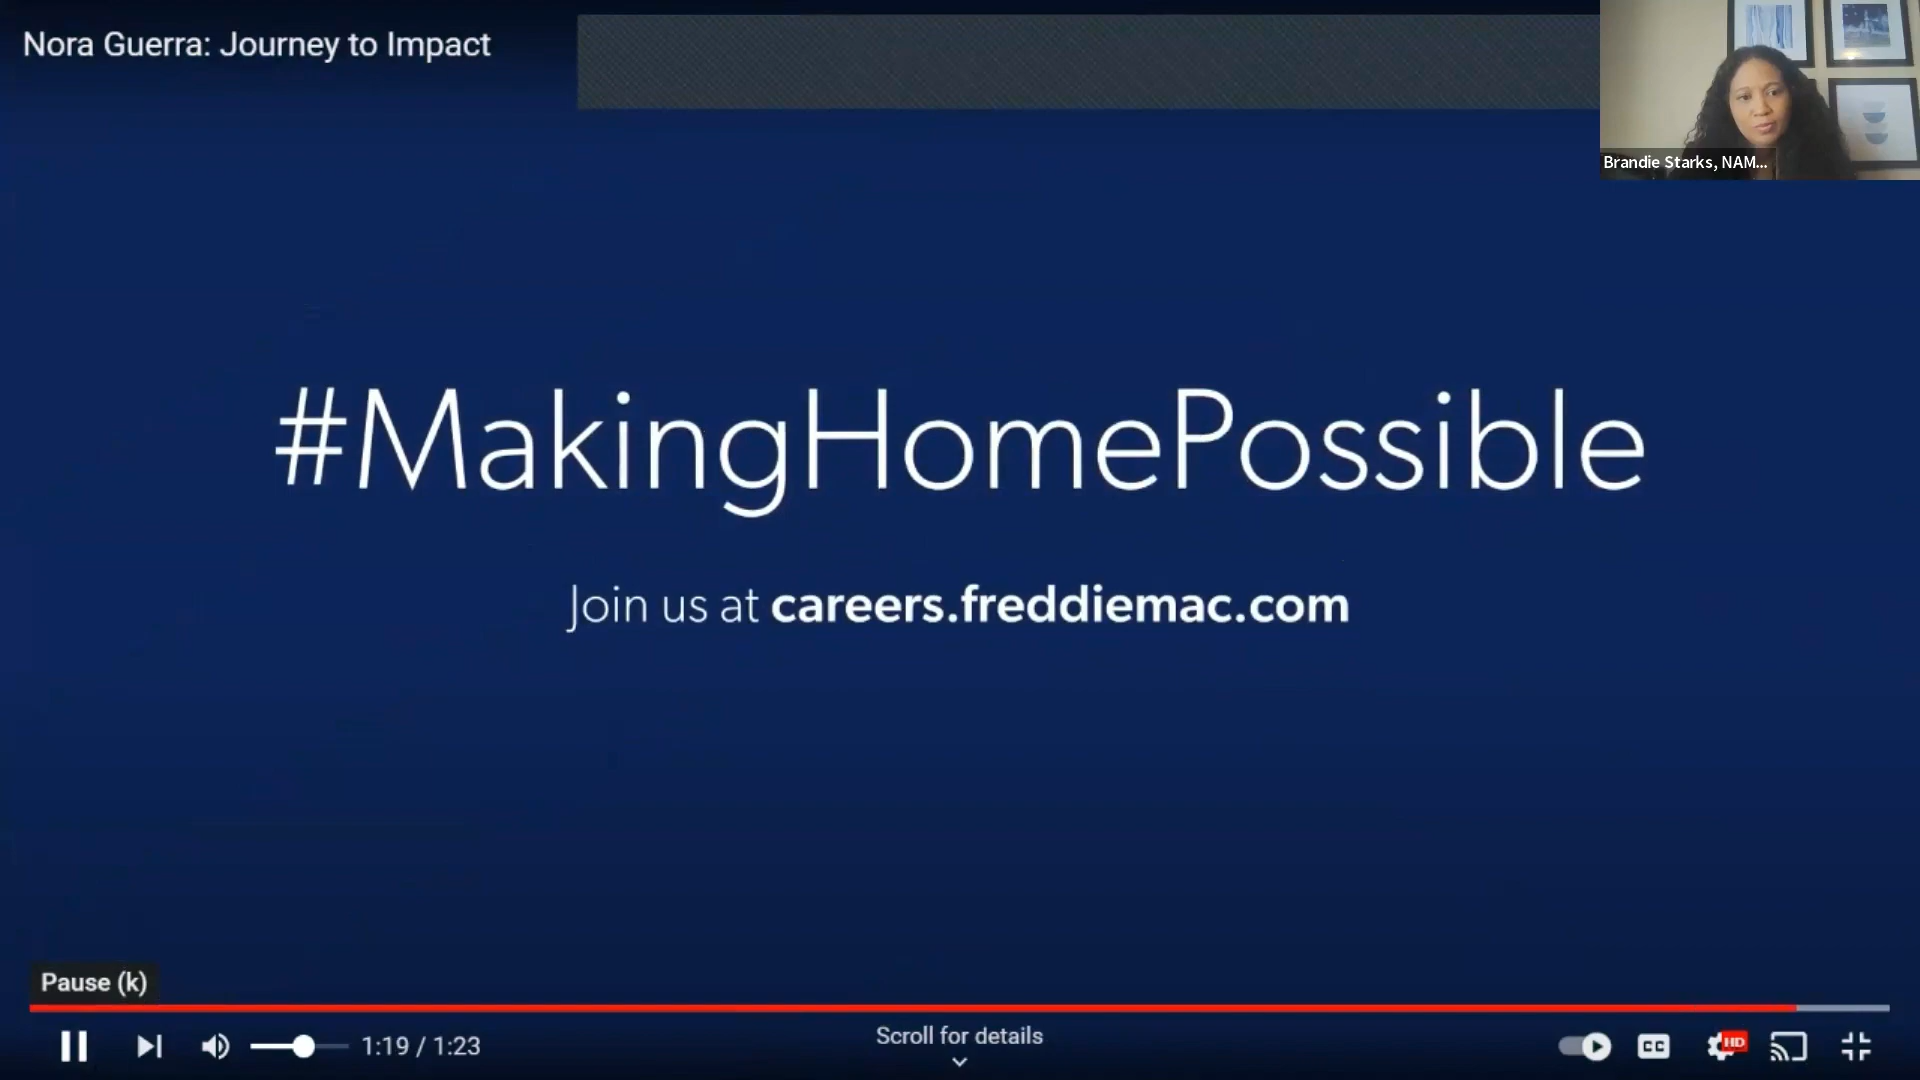 Nora Guerra: Journey to Impact
Brandie Starks, NAM...
#MakingHomePossible
Join us at careers.freddiemac.com
Pause (k)
1:19 / 1:23
Scroll for details
CC
HD